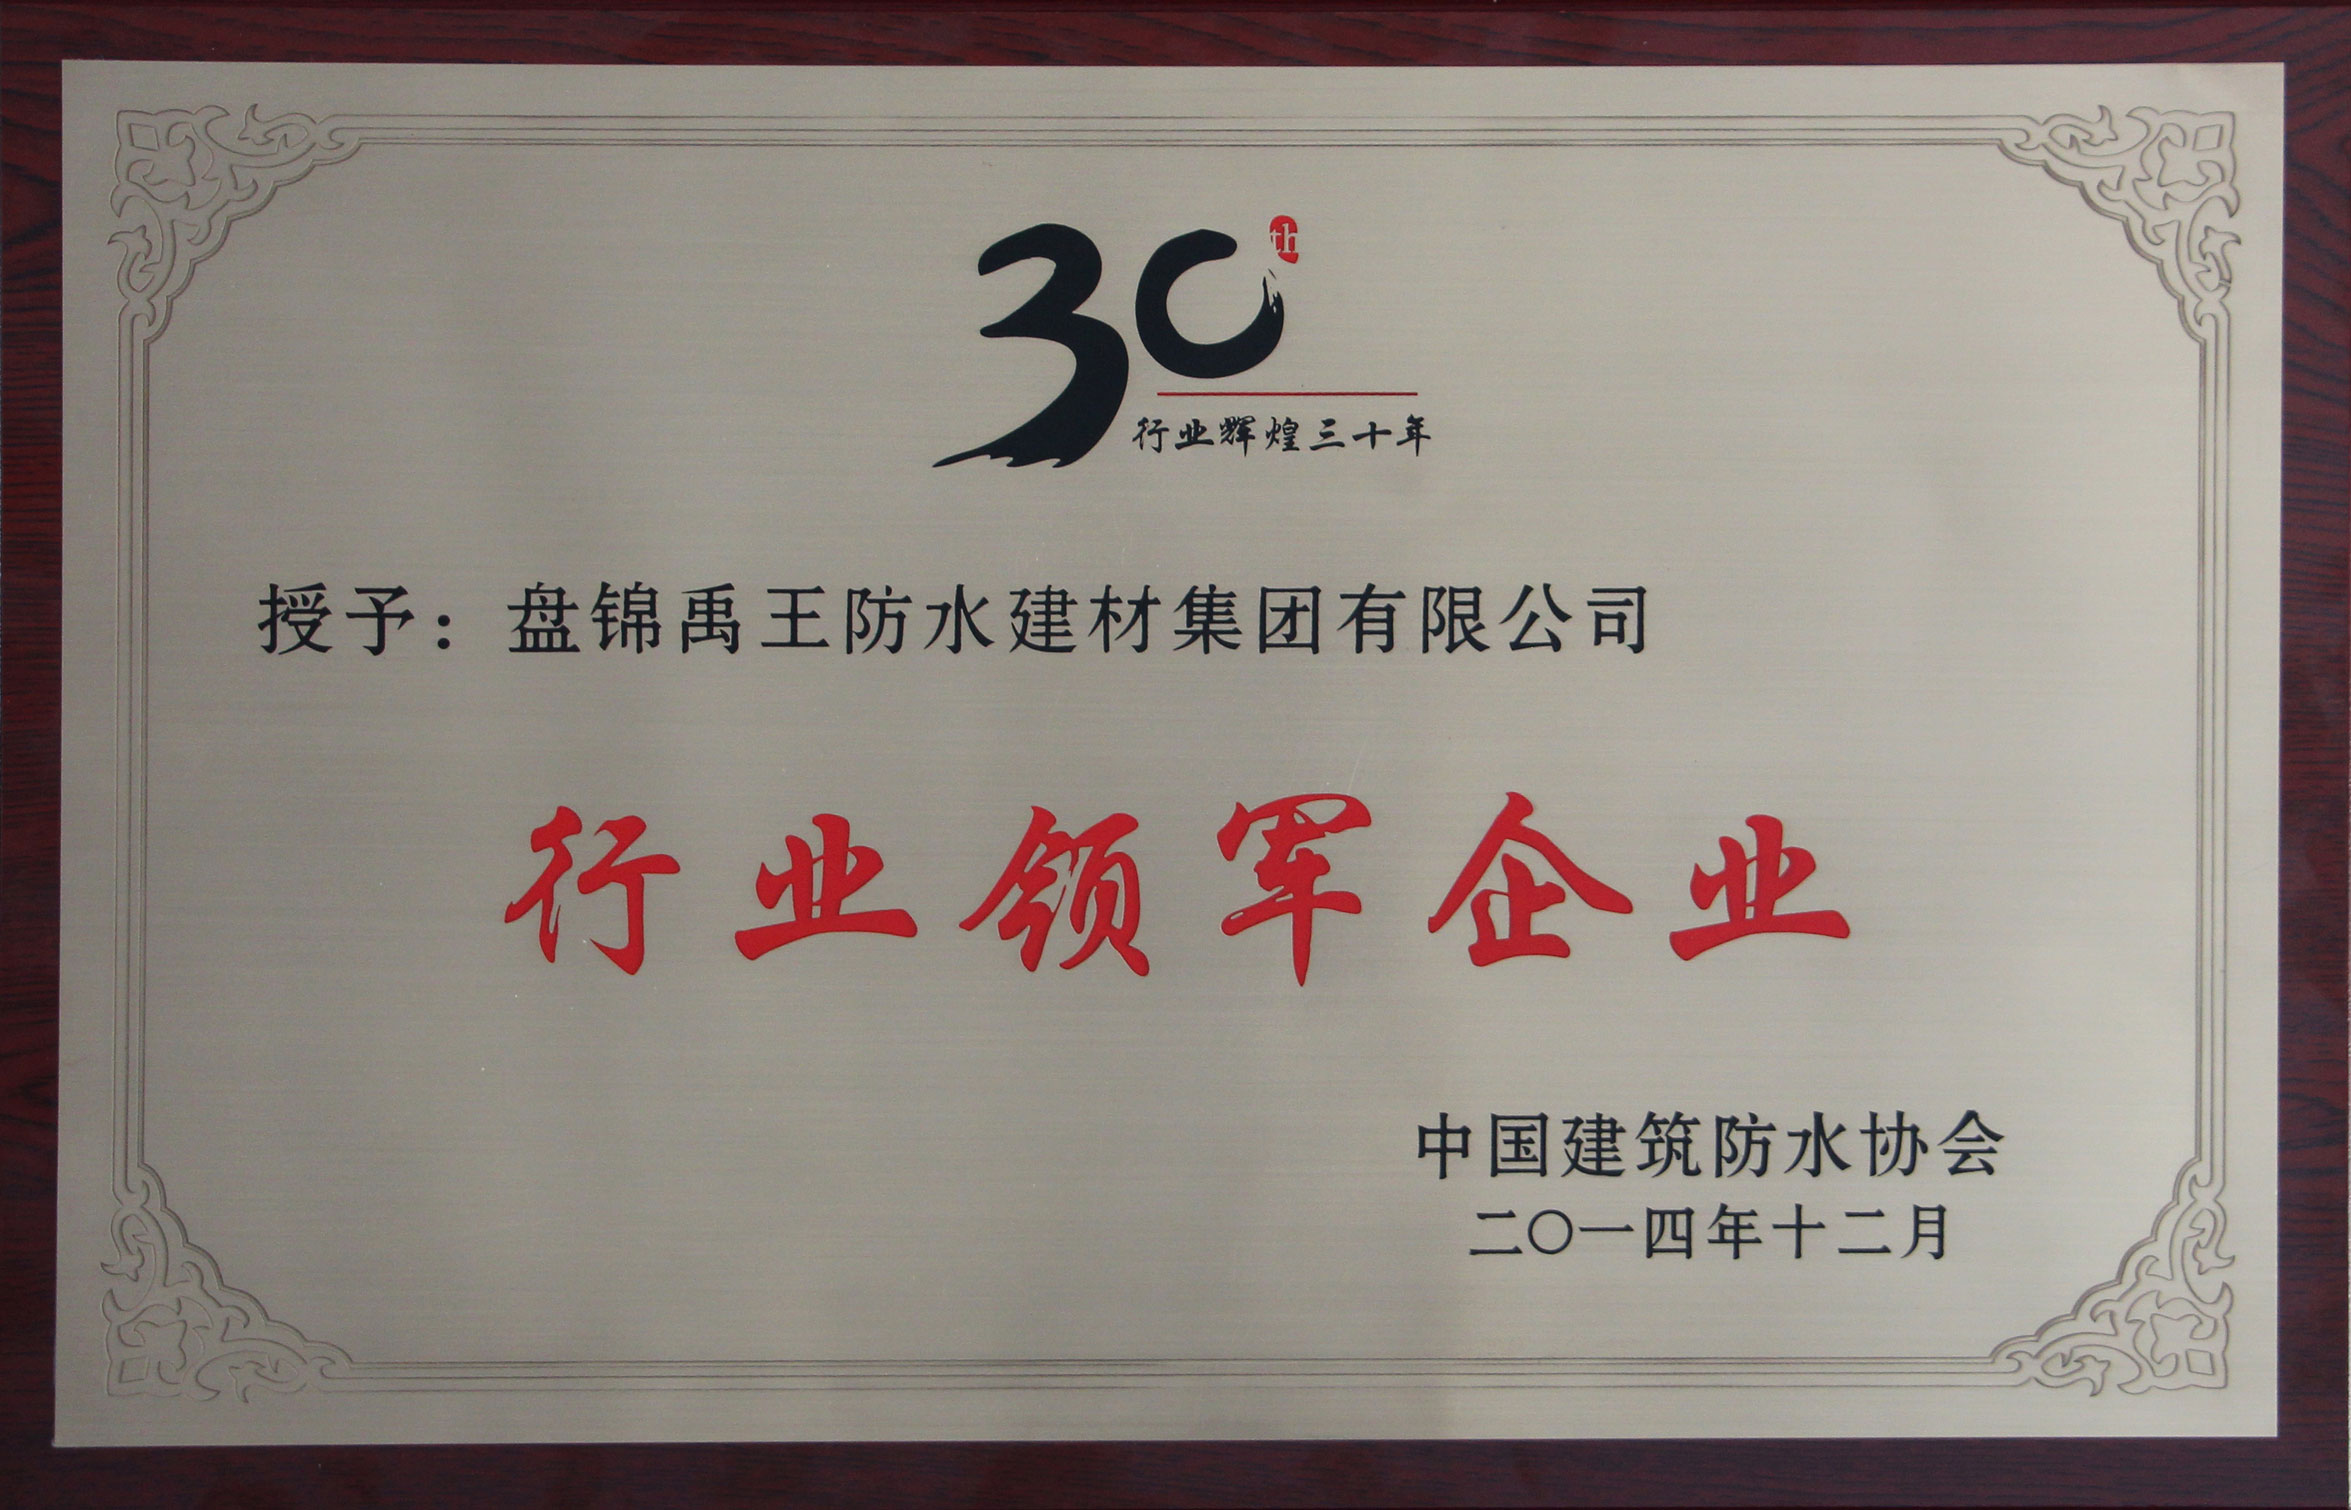 30th
行业辉煌三十年
授予：盘锦禹王防水建材集团有限公司
行业领军企业
中国建筑防水协会
二〇一四年十二月